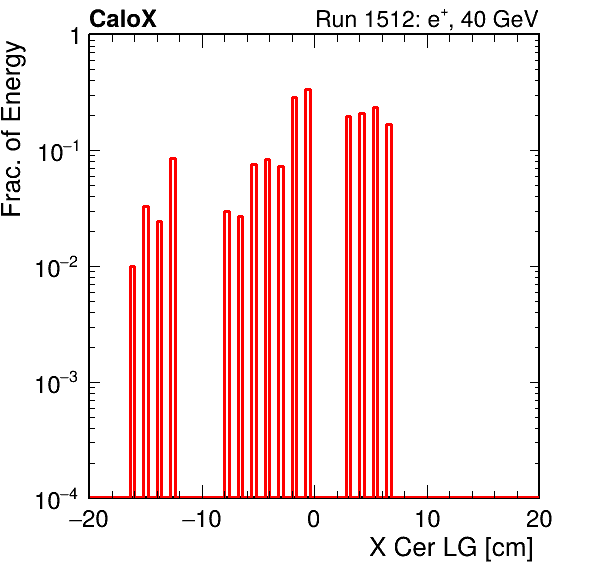 CaloX Run 1512: e⁺, 40 GeV
Frac. of Energy
1
10⁻¹
10⁻²
10⁻³
10⁻⁴
−20 −10 0 10 20
X Cer LG [cm]